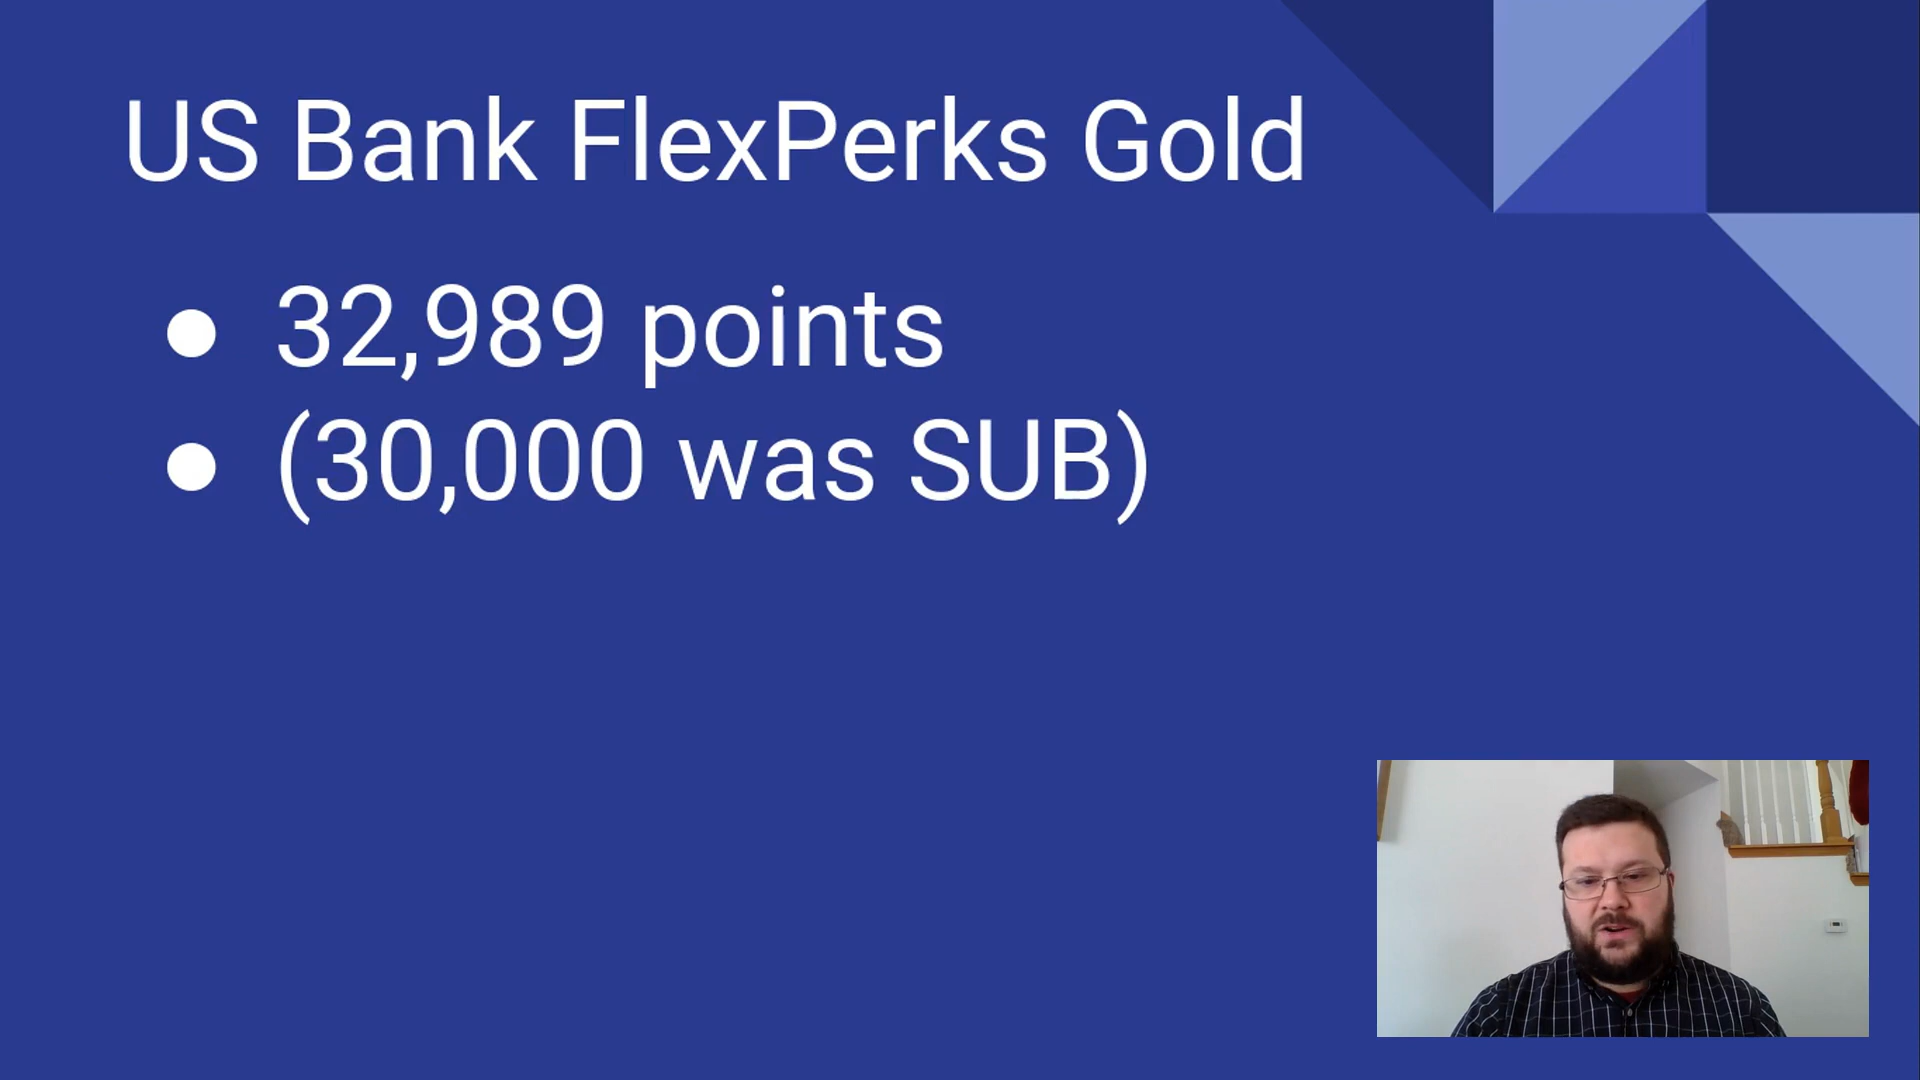 US Bank FlexPerks Gold
● 32,989 points
● (30,000 was SUB)